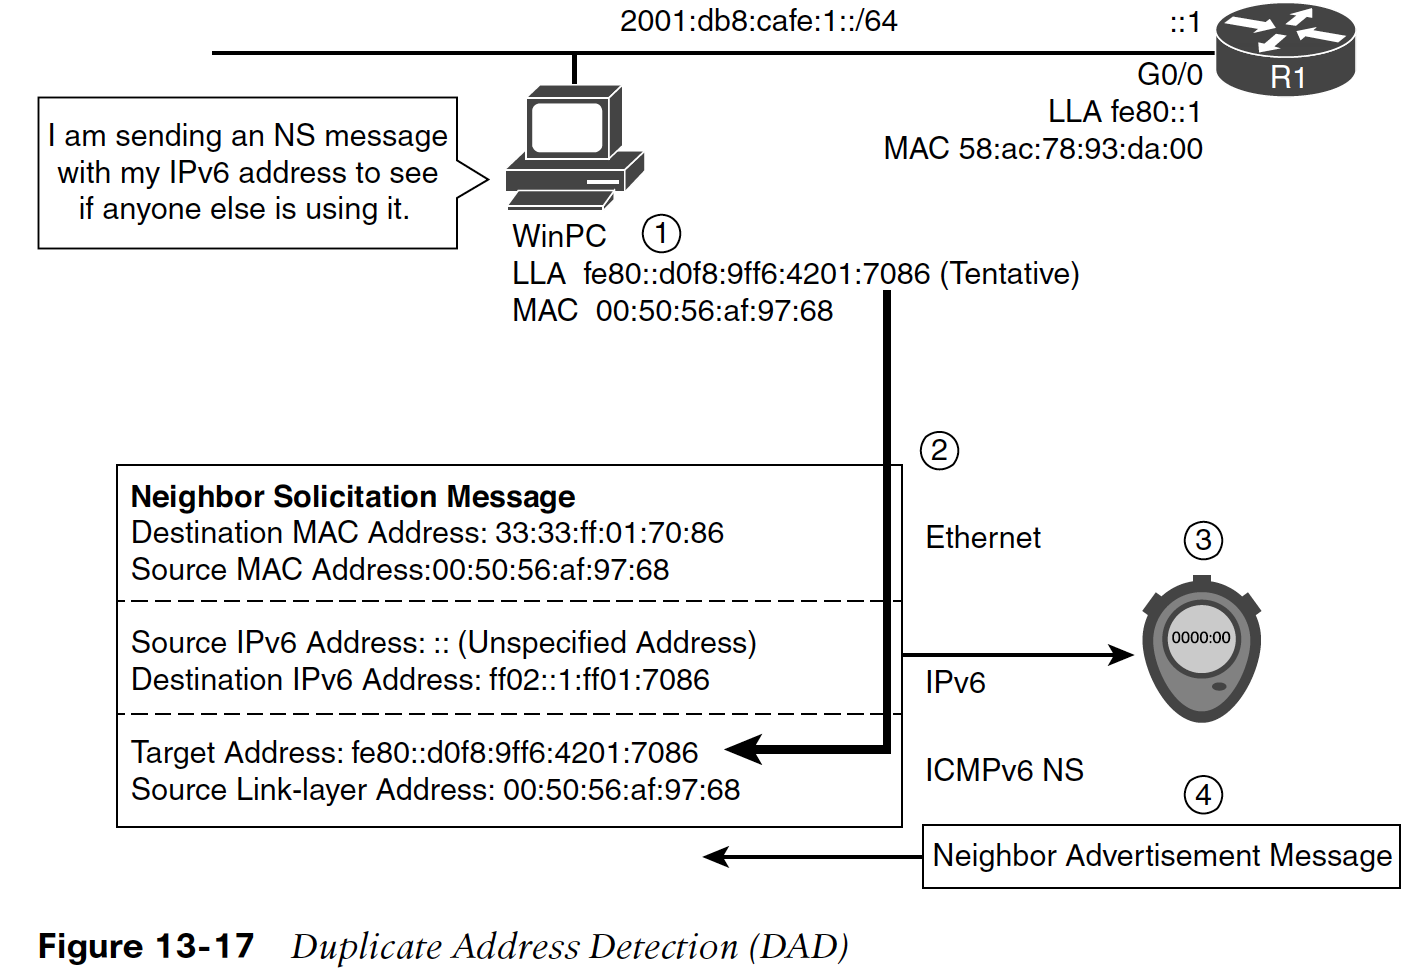 2001:db8:cafe:1::/64
::1
R1
G0/0
LLA fe80::1
MAC 58:ac:78:93:da:00
I am sending an NS message
with my IPv6 address to see
if anyone else is using it.
WinPC
1
LLA fe80::d0f8:9ff6:4201:7086 (Tentative)
MAC 00:50:56:af:97:68
2
Neighbor Solicitation Message
Destination MAC Address: 33:33:ff:01:70:86
Source MAC Address:00:50:56:af:97:68
Ethernet
3
0000:00
Source IPv6 Address: :: (Unspecified Address)
Destination IPv6 Address: ff02::1:ff01:7086
IPv6
Target Address: fe80::d0f8:9ff6:4201:7086
Source Link-layer Address: 00:50:56:af:97:68
ICMPv6 NS
4
Neighbor Advertisement Message
Figure 13-17 Duplicate Address Detection (DAD)